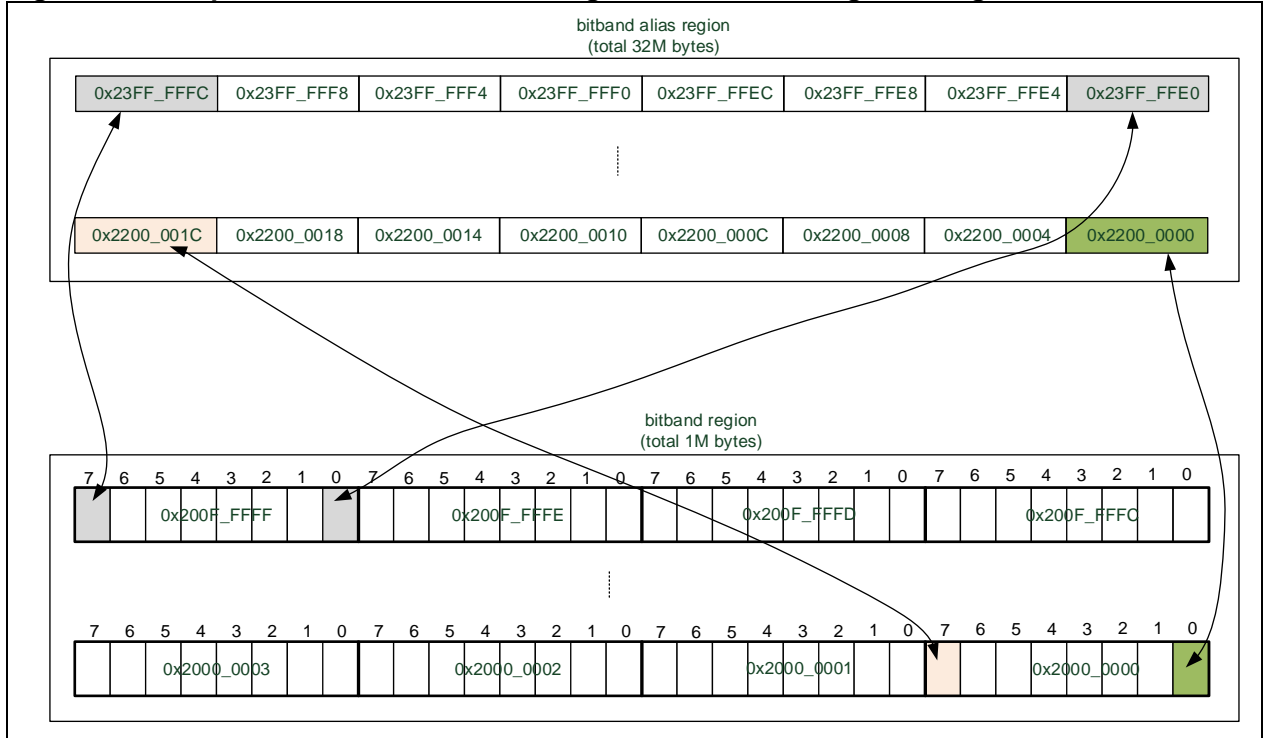 bitband alias region
(total 32M bytes)
0x23FF_FFFC 0x23FF_FFF8 0x23FF_FFF4 0x23FF_FFF0 0x23FF_FFEC 0x23FF_FFE8 0x23FF_FFE4 0x23FF_FFE0
0x2200_001C 0x2200_0018 0x2200_0014 0x2200_0010 0x2200_000C 0x2200_0008 0x2200_0004 0x2200_0000
bitband region
(total 1M bytes)
7 6 5 4 3 2 1 0 7 6 5 4 3 2 1 0 7 6 5 4 3 2 1 0 7 6 5 4 3 2 1 0
0x200F_FFFF 0x200F_FFFE 0x200F_FFFD 0x200F_FFFC
7 6 5 4 3 2 1 0 7 6 5 4 3 2 1 0 7 6 5 4 3 2 1 0 7 6 5 4 3 2 1 0
0x2000_0003 0x2000_0002 0x2000_0001 0x2000_0000